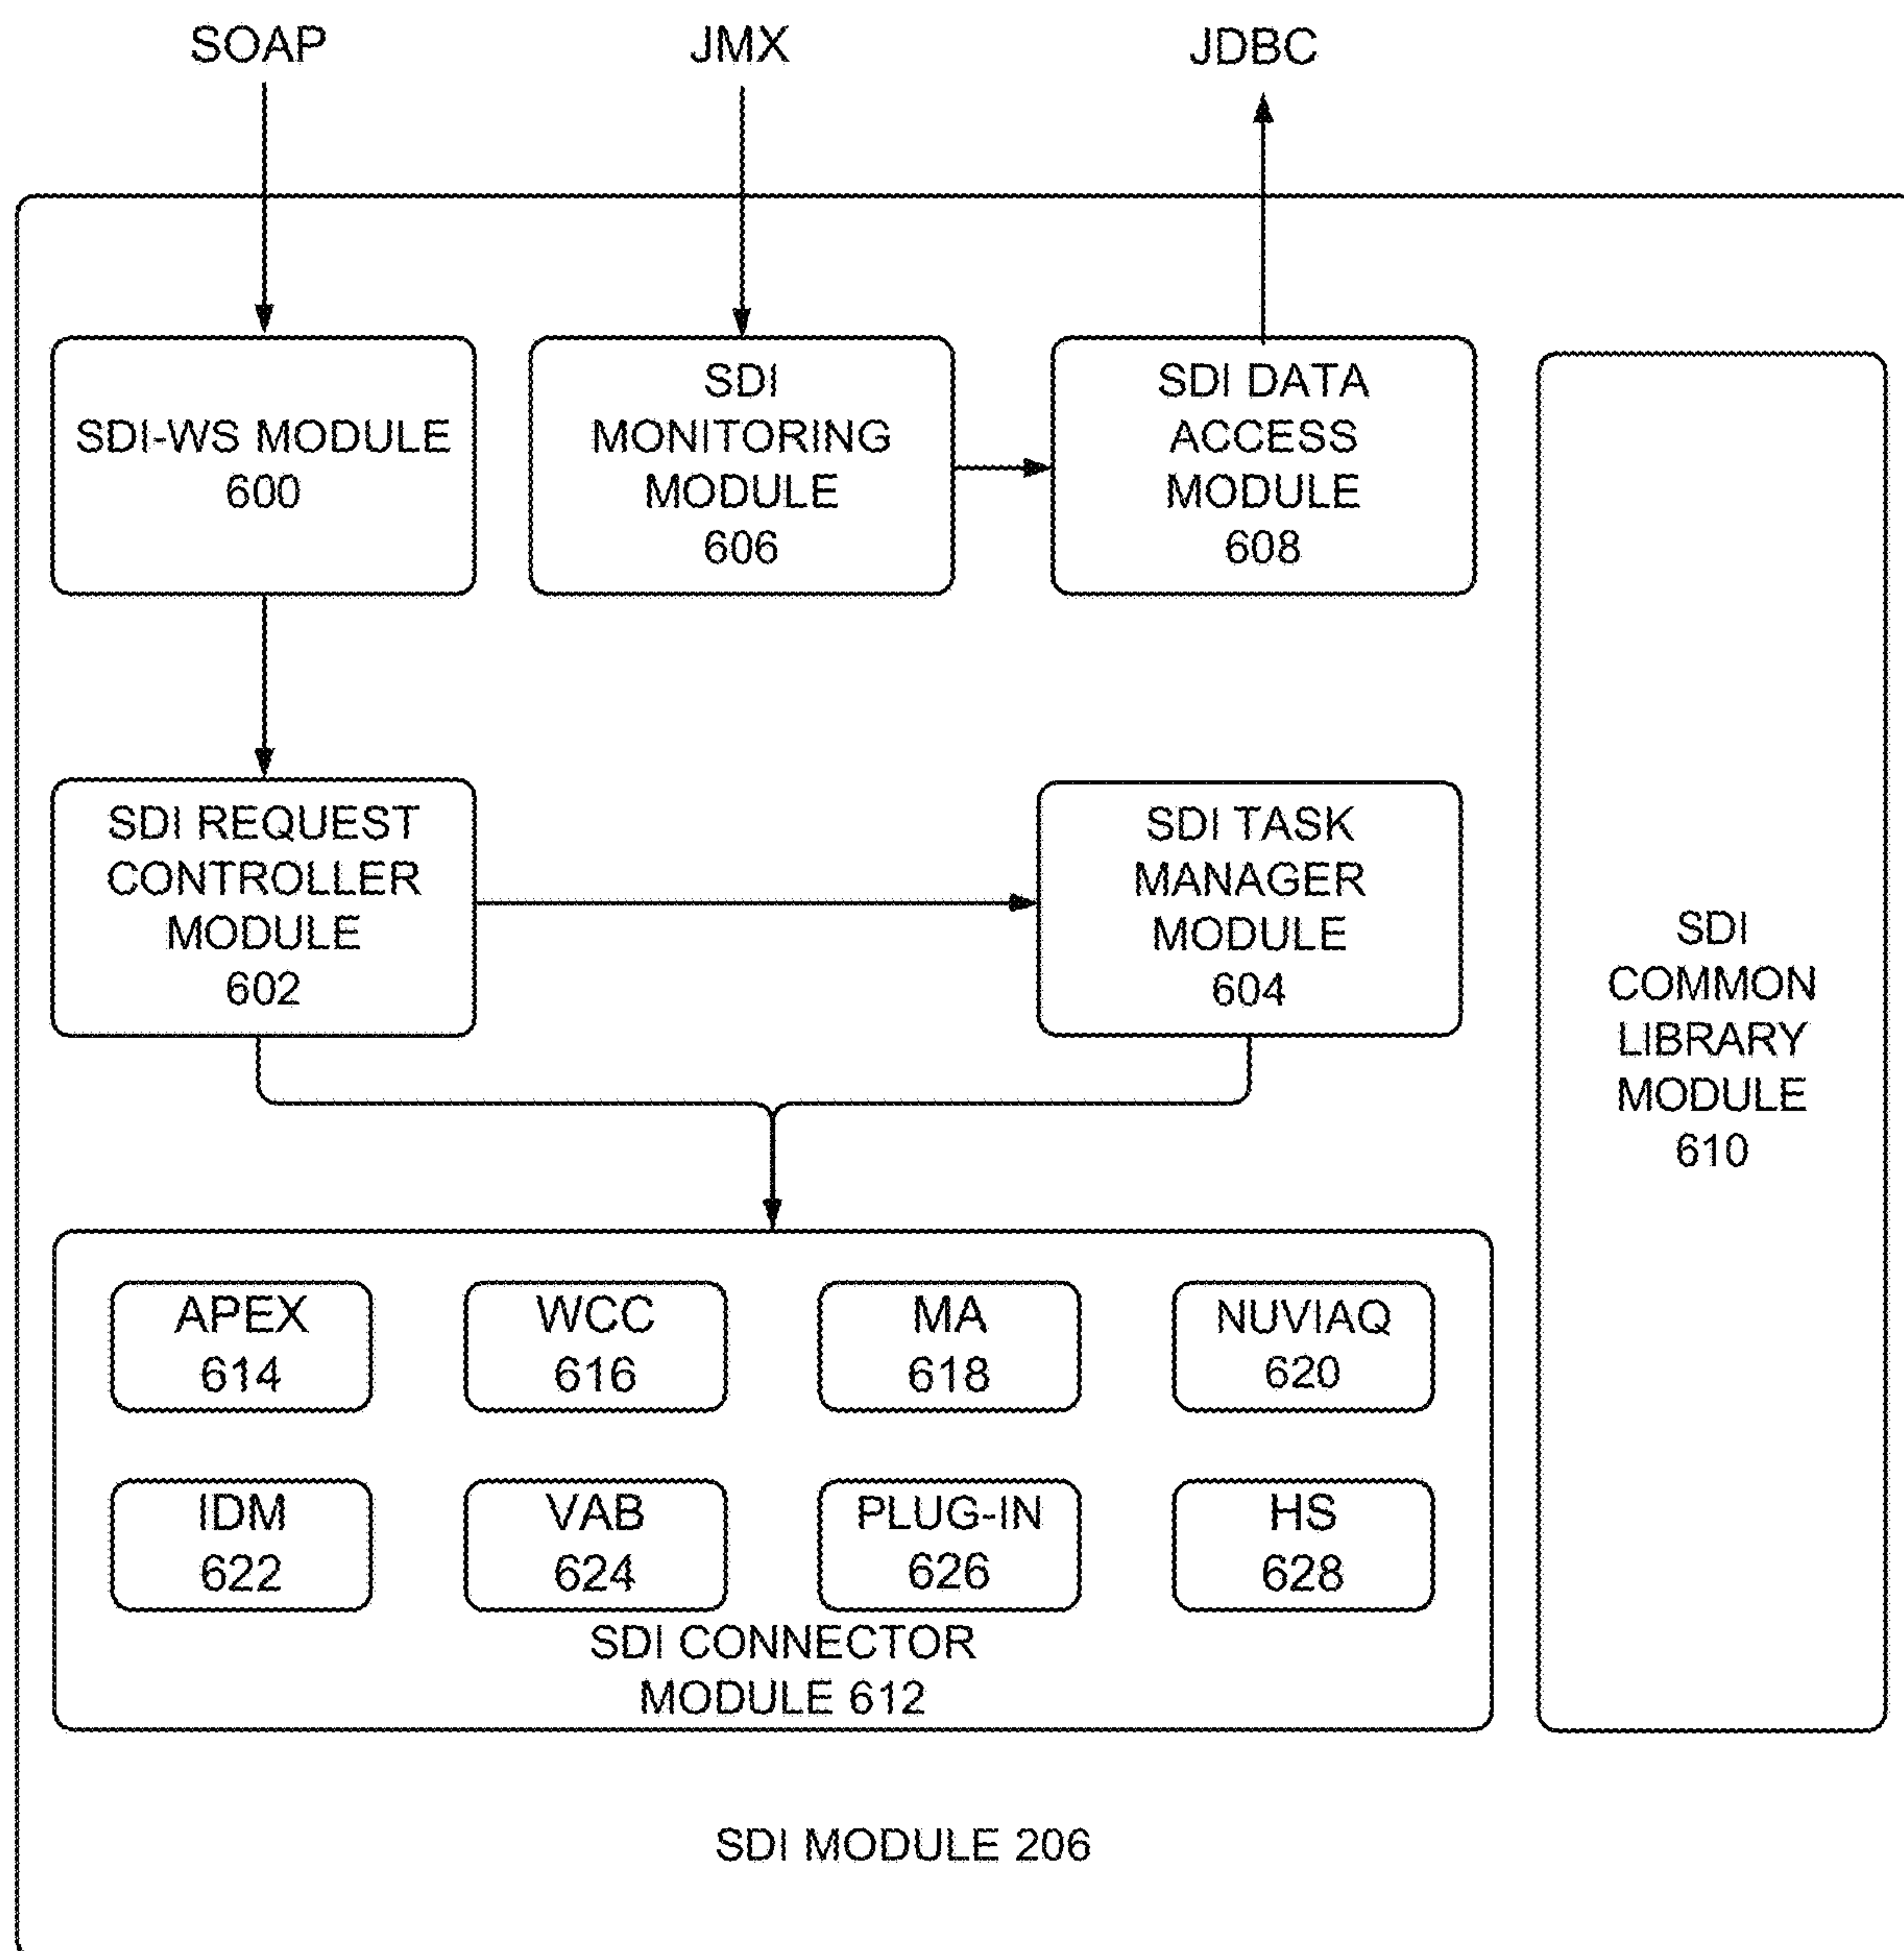 SOAP
JMX
JDBC
SDI-WS MODULE
600
SDI
MONITORING
MODULE
606
SDI DATA
ACCESS
MODULE
608
SDI REQUEST
CONTROLLER
MODULE
602
SDI TASK
MANAGER
MODULE
604
SDI
COMMON
LIBRARY
MODULE
610
APEX
614
WCC
616
MA
618
NUVIAQ
620
IDM
622
VAB
624
PLUG-IN
626
HS
628
SDI CONNECTOR
MODULE 612
SDI MODULE 206